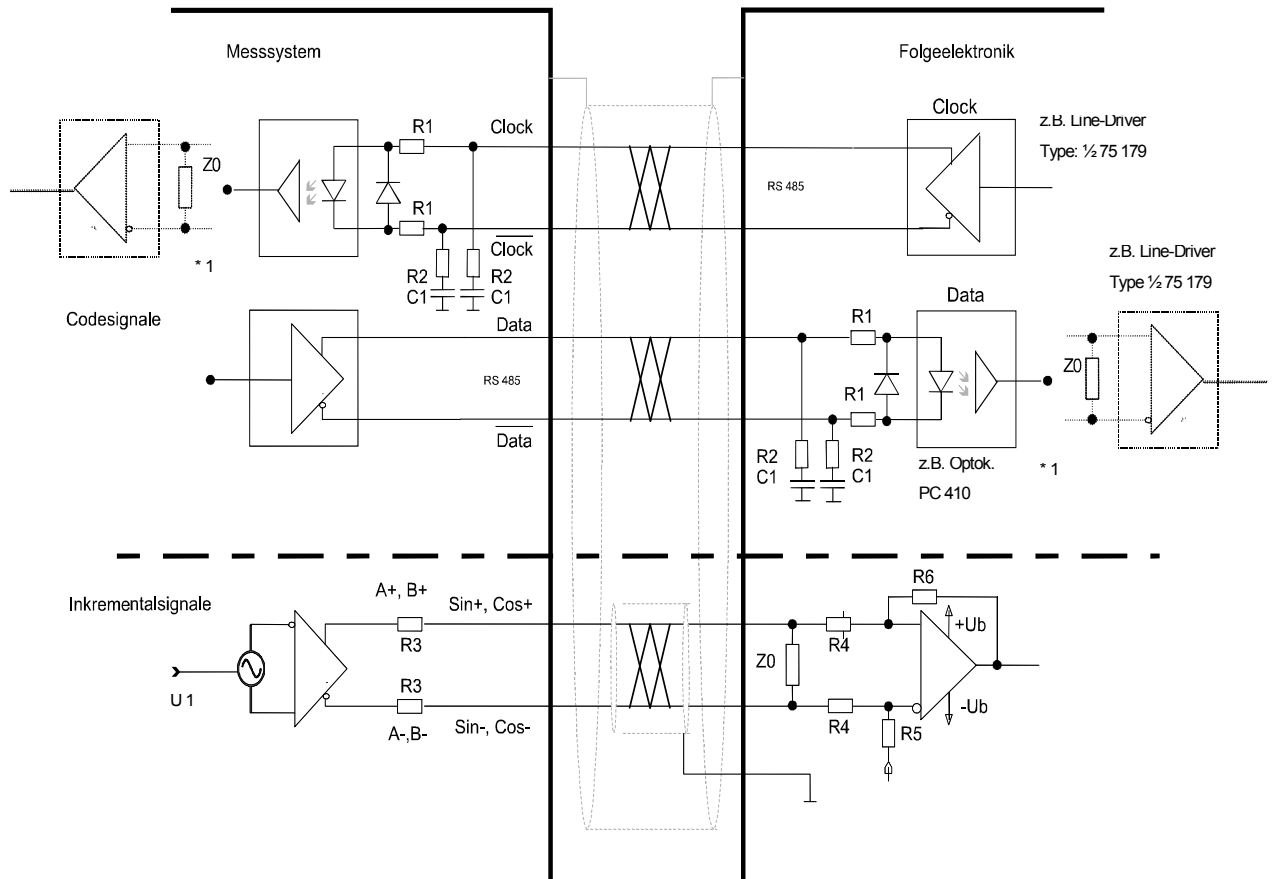 Messsystem
Folgeelektronik
Clock
z.B. Line-Driver
Type: ½ 75 179
R1
Clock
Z0
RS 485
R1
Clock
* 1
R2
R2
C1
C1
z.B. Line-Driver
Type ½ 75 179
Data
Codesignale
Data
R1
Z0
RS 485
R1
Data
R2
R2
C1
C1
z.B. Optok.
PC 410
* 1
R6
Inkrementalsignale
A+, B+
Sin+, Cos+
+Ub
R3
R4
Z0
R3
U 1
-Ub
A-,B-
Sin-, Cos-
R4
R5